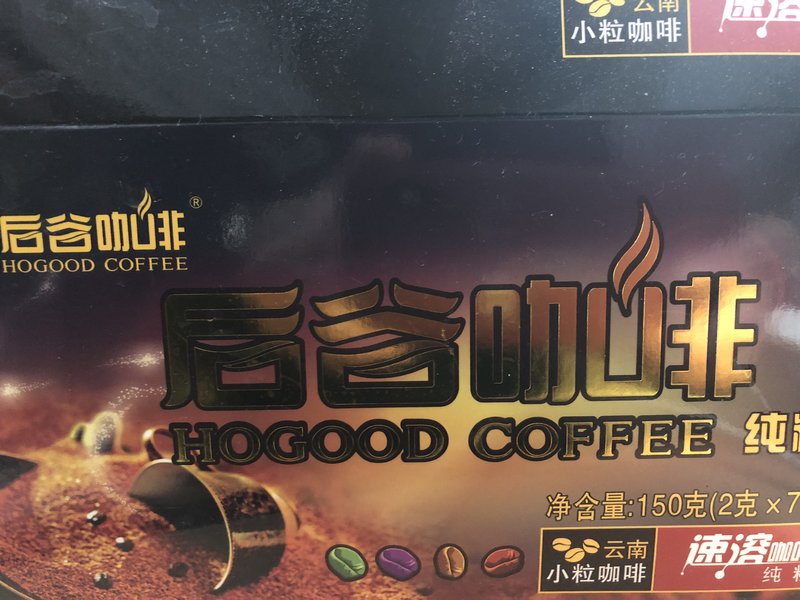 云南
小粒咖啡
速溶
后谷咖啡®
HOGOOD COFFEE
后谷咖啡
HOGOOD COFFEE
纯
净含量:150克(2克×7
云南
小粒咖啡
速溶咖
纯